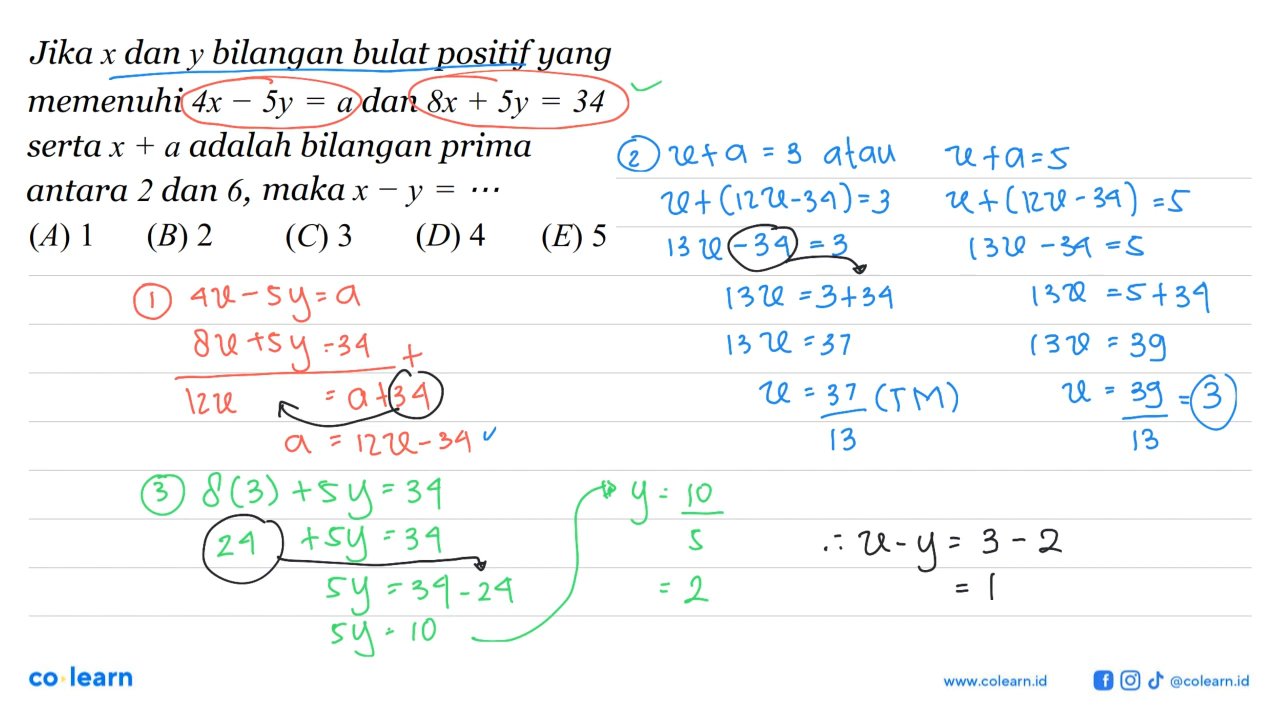 Jika x dan y bilangan bulat positif yang
memenuhi 4x − 5y = a dan 8x + 5y = 34
serta x + a adalah bilangan prima
antara 2 dan 6, maka x − y = ⋯
(A) 1 (B) 2 (C) 3 (D) 4 (E) 5
① 4x - 5y = a
8x + 5y = 34 +
12x = a + 34
a = 12x - 34
② x + a = 3 atau x + a = 5
x + (12x - 34) = 3 x + (12x - 34) = 5
13x - 34 = 3 13x - 34 = 5
13x = 3 + 34 13x = 5 + 34
13x = 37 13x = 39
x = 37/13 (TM) x = 39/13 = 3
③ 8(3) + 5y = 34
24 + 5y = 34
5y = 34 - 24
5y = 10
y = 10/5
= 2
∴ x - y = 3 - 2
= 1
co learn
www.colearn.id @colearn.id